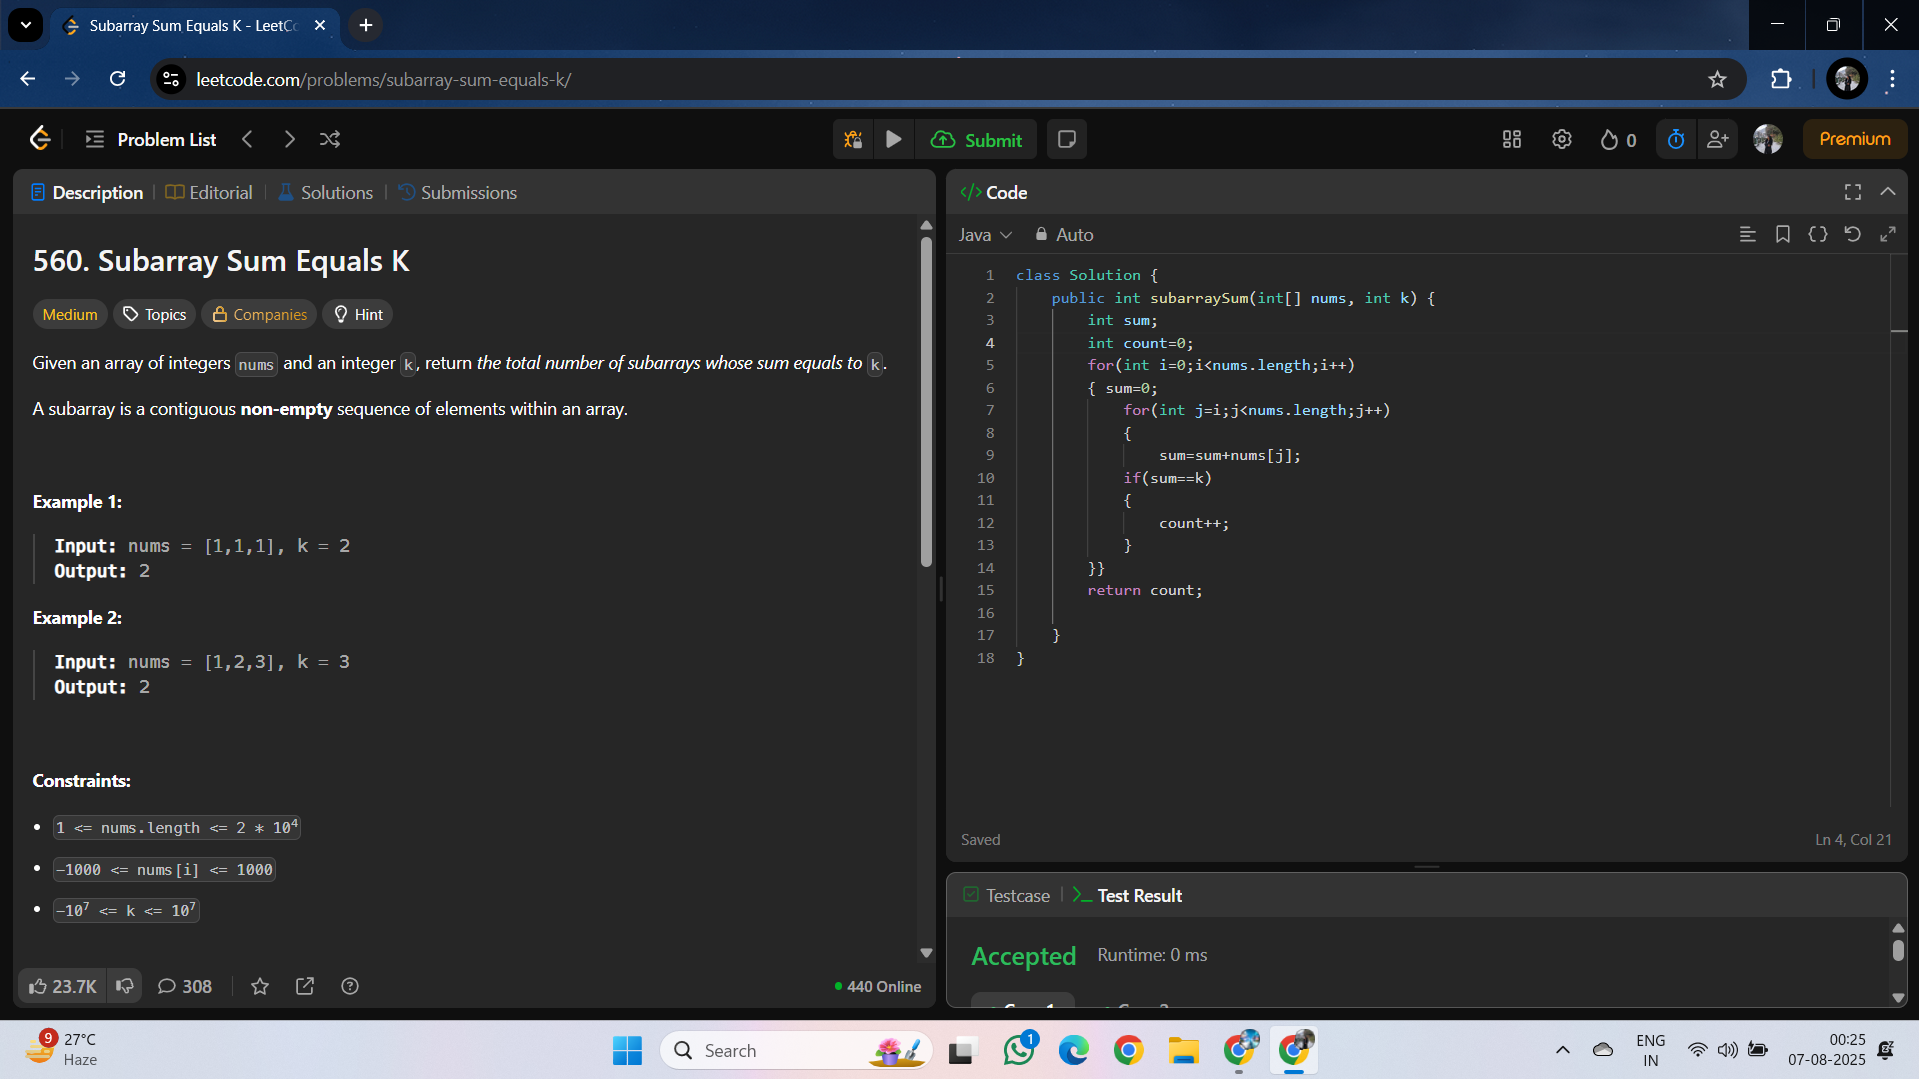 Subarray Sum Equals K - LeetCo
leetcode.com/problems/subarray-sum-equals-k/
Problem List
Submit
0
Premium
Description
Editorial
Solutions
Submissions
560. Subarray Sum Equals K
Medium
Topics
Companies
Hint
Given an array of integers nums and an integer k, return the total number of subarrays whose sum equals to k.
A subarray is a contiguous non-empty sequence of elements within an array.
Example 1:
Input: nums = [1,1,1], k = 2
Output: 2
Example 2:
Input: nums = [1,2,3], k = 3
Output: 2
Constraints:
• 1 <= nums.length <= 2 * 10⁴
• -1000 <= nums[i] <= 1000
• -10⁷ <= k <= 10⁷
23.7K
308
440 Online
</> Code
Java
Auto
1 class Solution {
2 public int subarraySum(int[] nums, int k) {
3 int sum;
4 int count=0;
5 for(int i=0;i<nums.length;i++)
6 { sum=0;
7 for(int j=i;j<nums.length;j++)
8 {
9 sum=sum+nums[j];
10 if(sum==k)
11 {
12 count++;
13 }
14 }}
15 return count;
16
17 }
18 }
Saved
Ln 4, Col 21
Testcase
Test Result
Accepted
Runtime: 0 ms
9
27°C
Haze
Search
1
ENG
IN
00:25
07-08-2025